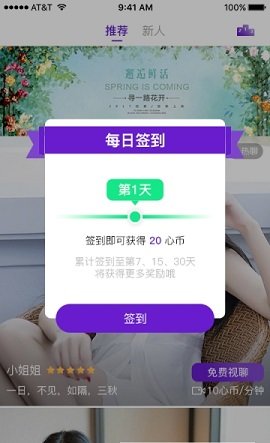 AT&T
9:41 AM
100%
推荐
新人
邂逅鲜活
SPRING IS COMING
寻一路花开
热聊
每日签到
第1天
签到即可获得 20 心币
累计签到至第7、15、30天
将获得更多奖励哦
签到
小姐姐
免费视聊
一日，不见，如隔，三秋
10心币/分钟